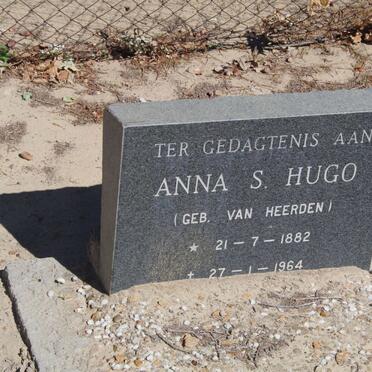 TER GEDAGTENIS AAN
ANNA S. HUGO
(GEB. VAN HEERDEN)
* 21-7-1882
+ 27-1-1964